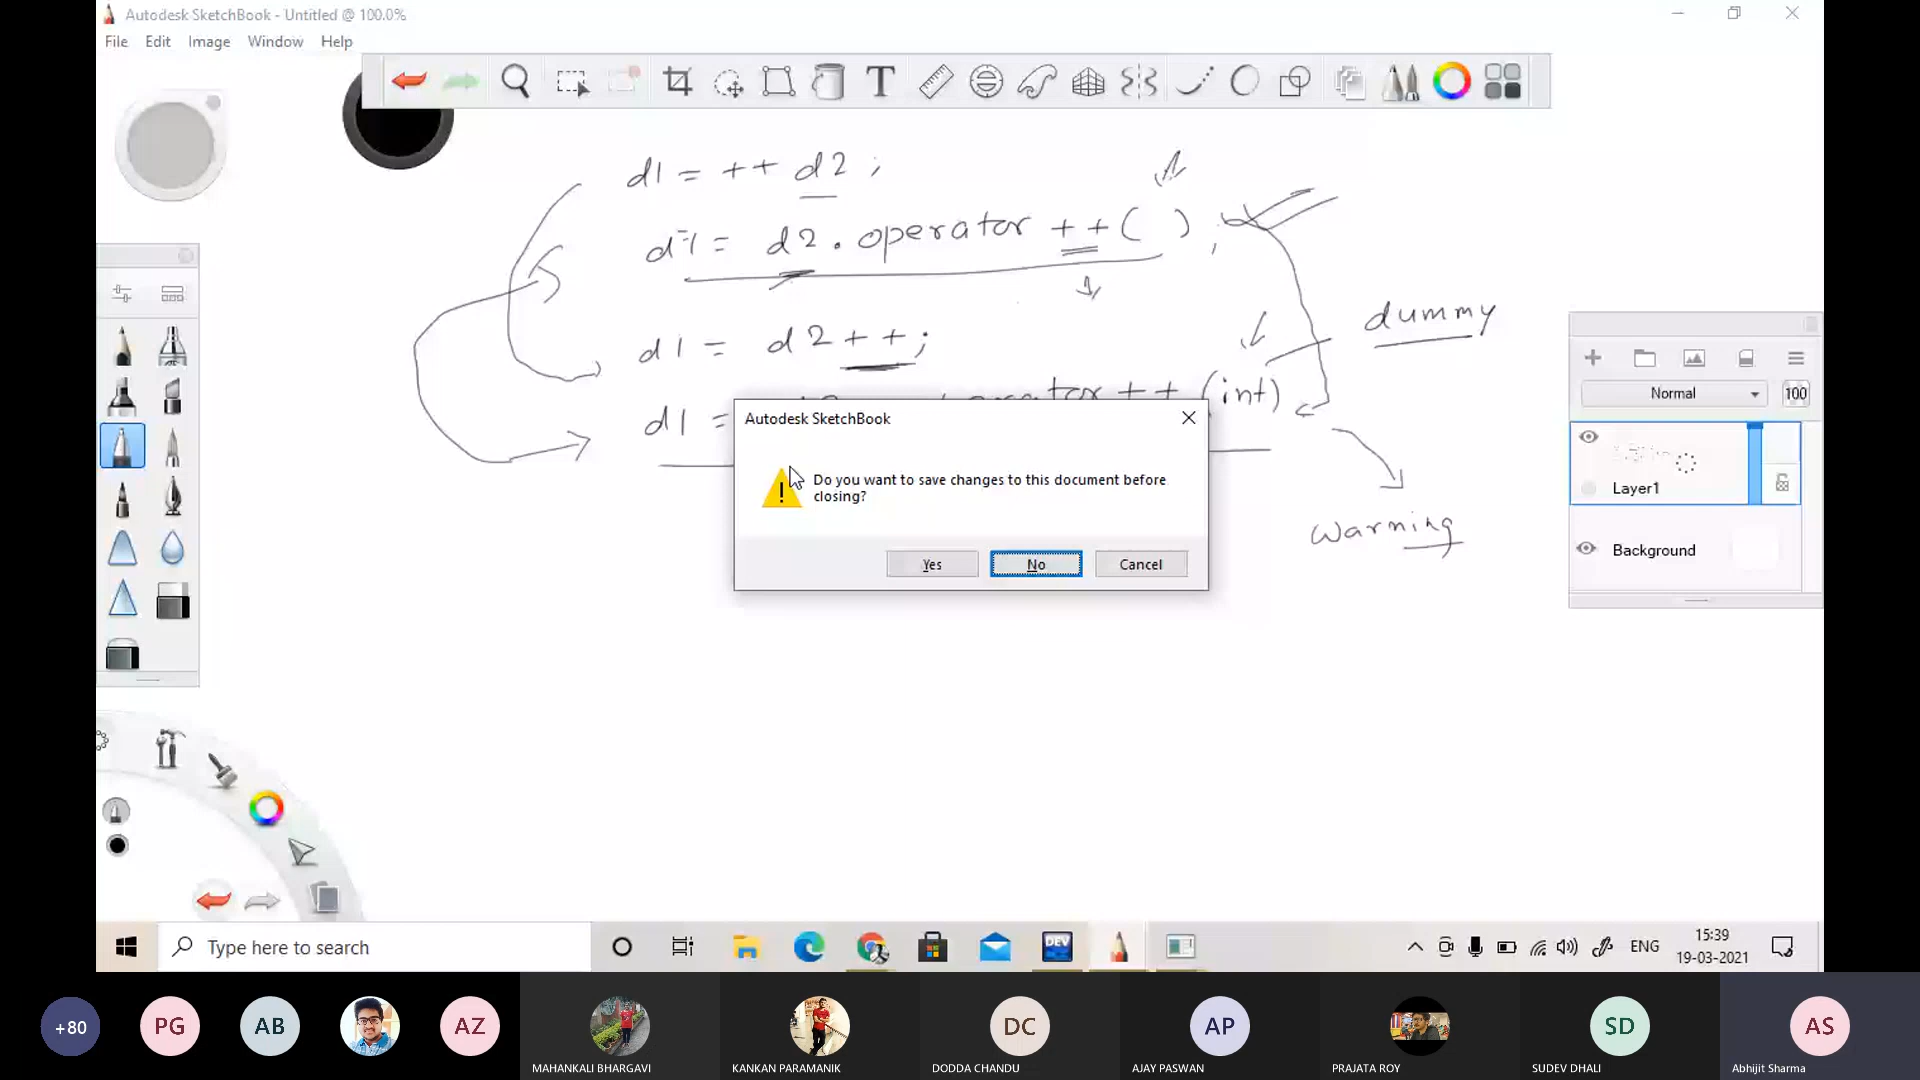 Autodesk SketchBook - Untitled @ 100.0%
File Edit Image Window Help
T
d1 = ++ d2 ;
d1 = d2 . operator ++ ( ) ;
d1 = d2 ++ ;
dummy
d1 = ++ (int)
warning
Normal 100
Layer1
Background
Autodesk SketchBook
Do you want to save changes to this document before
closing?
Yes No Cancel
Type here to search
DEV
ENG
15:39
19-03-2021
+80 PG AB AZ DC AP SD AS
MAHANKALI BHARGAVI KANKAN PARAMANIK DODDA CHANDU AJAY PASWAN PRAJATA ROY SUDEV DHALI Abhijit Sharma